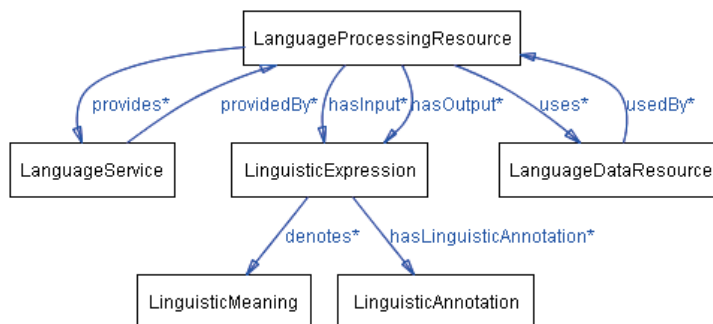 LanguageProcessingResource
provides* providedBy* hasInput* hasOutput* uses* usedBy*
LanguageService LinguisticExpression LanguageDataResource
denotes* hasLinguisticAnnotation*
LinguisticMeaning LinguisticAnnotation